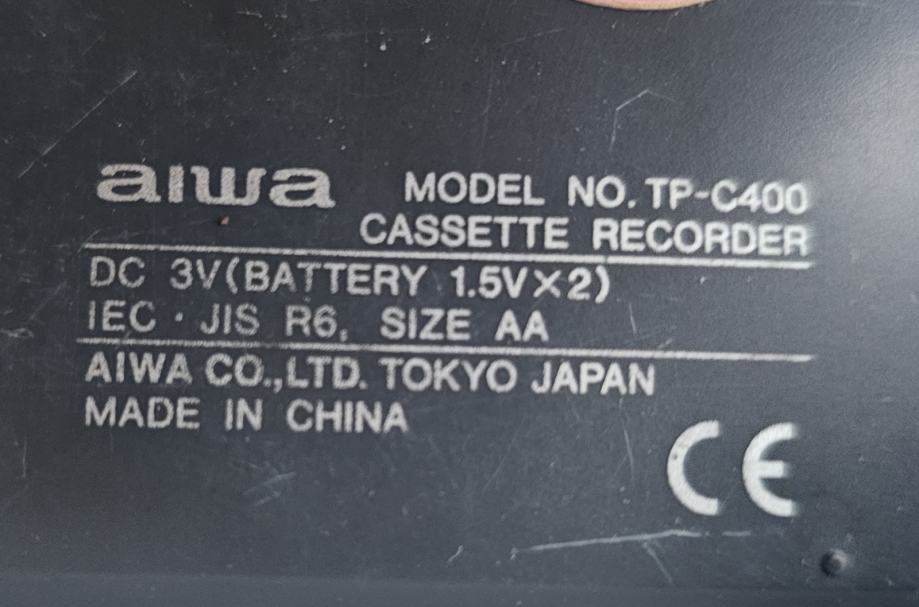 aiwa MODEL NO. TP-C400
CASSETTE RECORDER
DC 3V(BATTERY 1.5V×2)
IEC · JIS R6, SIZE AA
AIWA CO.,LTD. TOKYO JAPAN
MADE IN CHINA
CE